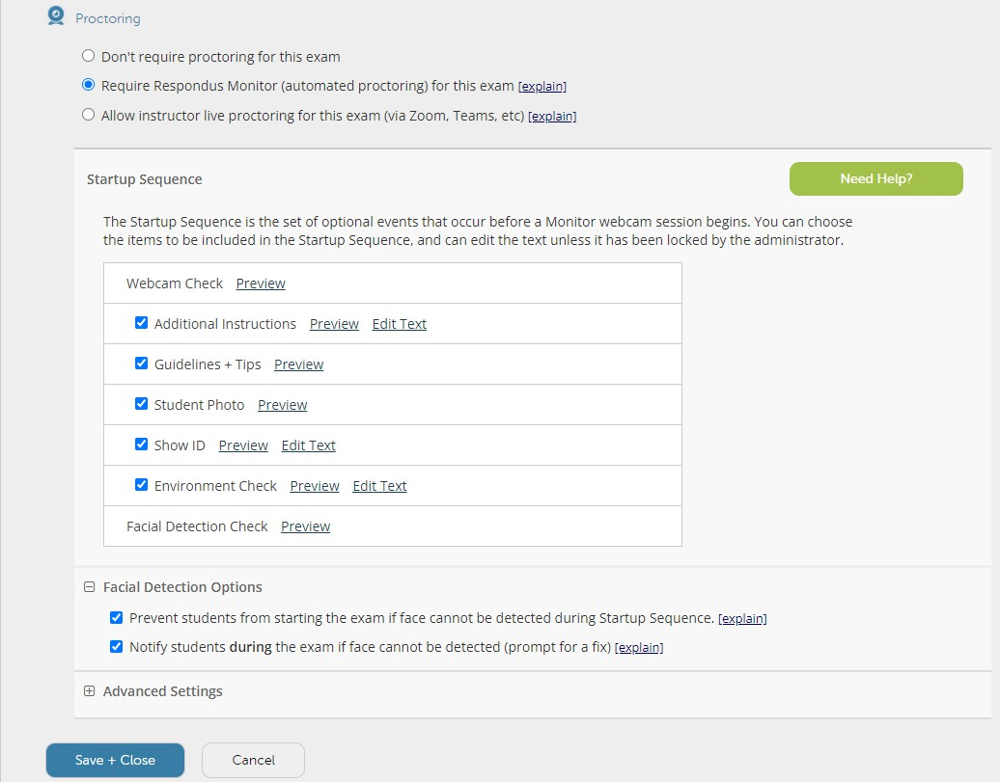 Proctoring
Don't require proctoring for this exam
Require Respondus Monitor (automated proctoring) for this exam [explain]
Allow instructor live proctoring for this exam (via Zoom, Teams, etc) [explain]
Startup Sequence
Need Help?
The Startup Sequence is the set of optional events that occur before a Monitor webcam session begins. You can choose
the items to be included in the Startup Sequence, and can edit the text unless it has been locked by the administrator.
Webcam Check Preview
Additional Instructions Preview Edit Text
Guidelines + Tips Preview
Student Photo Preview
Show ID Preview Edit Text
Environment Check Preview Edit Text
Facial Detection Check Preview
Facial Detection Options
Prevent students from starting the exam if face cannot be detected during Startup Sequence. [explain]
Notify students during the exam if face cannot be detected (prompt for a fix) [explain]
Advanced Settings
Save + Close Cancel